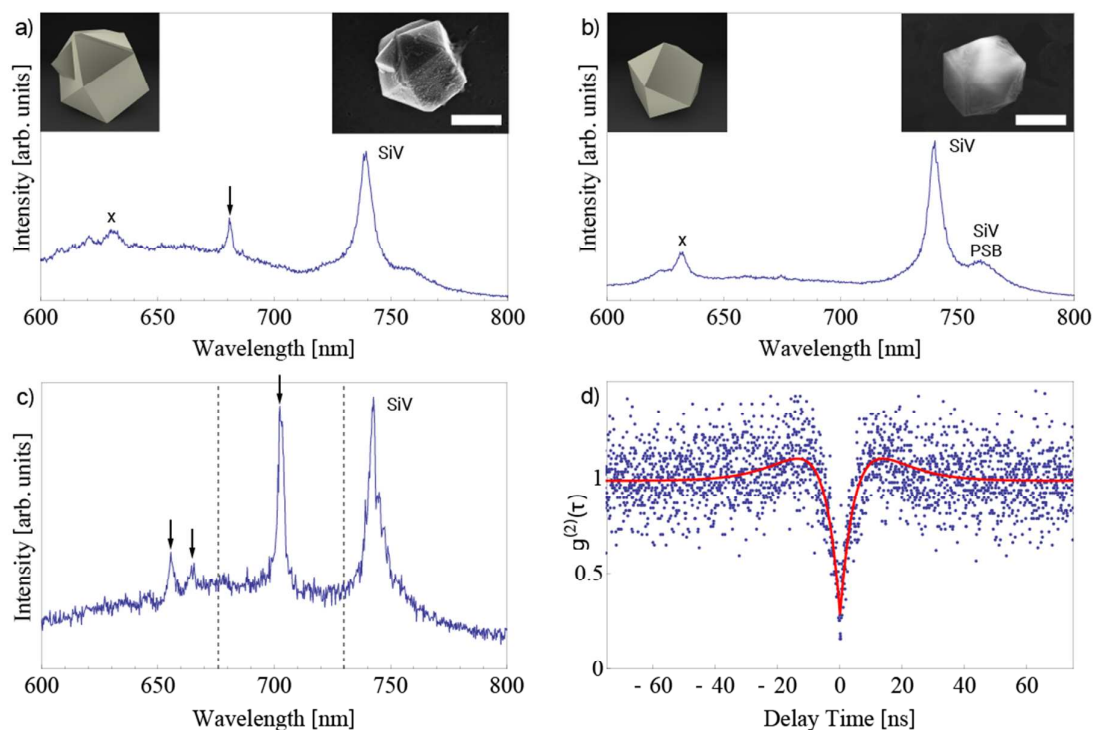 a)
Intensity [arb. units]
x
SiV
600 650 700 750 800
Wavelength [nm]
b)
Intensity [arb. units]
x
SiV
SiV
PSB
600 650 700 750 800
Wavelength [nm]
c)
Intensity [arb. units]
SiV
600 650 700 750 800
Wavelength [nm]
d)
g(2)(τ)
1
0.5
0
- 60 - 40 - 20 0 20 40 60
Delay Time [ns]